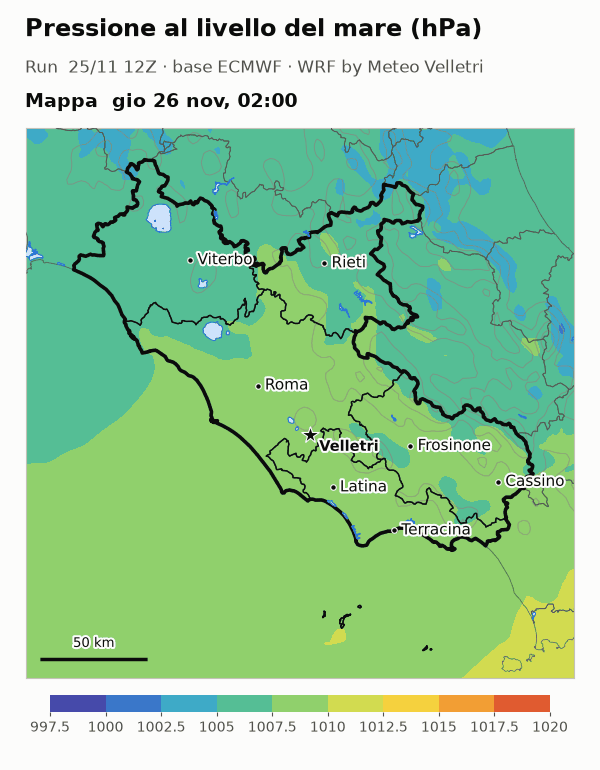 Pressione al livello del mare (hPa)
Run 25/11 12Z · base ECMWF · WRF by Meteo Velletri
Mappa gio 26 nov, 02:00
Viterbo
Rieti
Roma
Velletri
Frosinone
Latina
Cassino
Terracina
50 km
997.5 1000 1002.5 1005 1007.5 1010 1012.5 1015 1017.5 1020